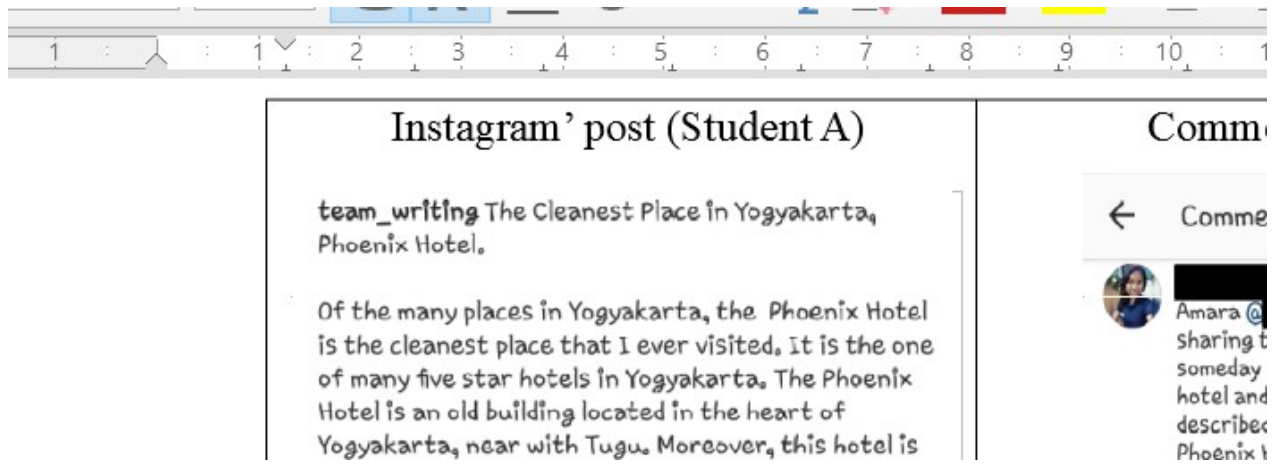 1 1 2 3 4 5 6 7 8 9 10
Instagram’ post (Student A)
team_writing The Cleanest Place in Yogyakarta,
Phoenix Hotel.
Of the many places in Yogyakarta, the Phoenix Hotel
is the cleanest place that I ever visited. It is the one
of many five star hotels in Yogyakarta. The Phoenix
Hotel is an old building located in the heart of
Yogyakarta, near with Tugu. Moreover, this hotel is
Comm
Comme
Amara @
sharing t
someday
hotel and
described
Phoenix